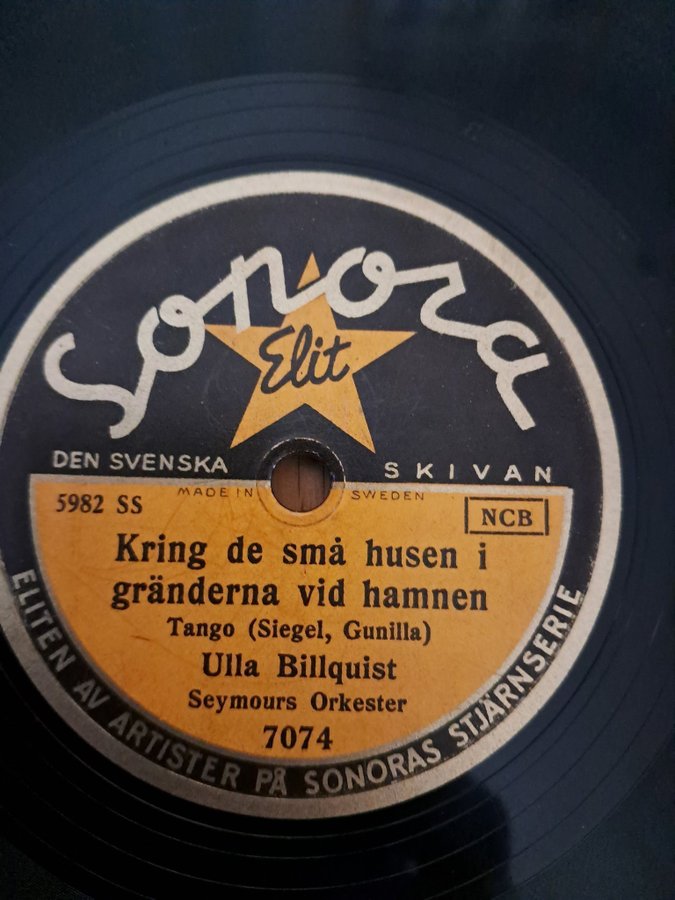 Sonora
Elit
DEN SVENSKA SKIVAN
MADE IN SWEDEN
5982 SS
NCB
Kring de små husen i
gränderna vid hamnen
Tango (Siegel, Gunilla)
Ulla Billquist
Seymours Orkester
7074
ELITEN AV ARTISTER PÅ SONORAS STJÄRNSERIE